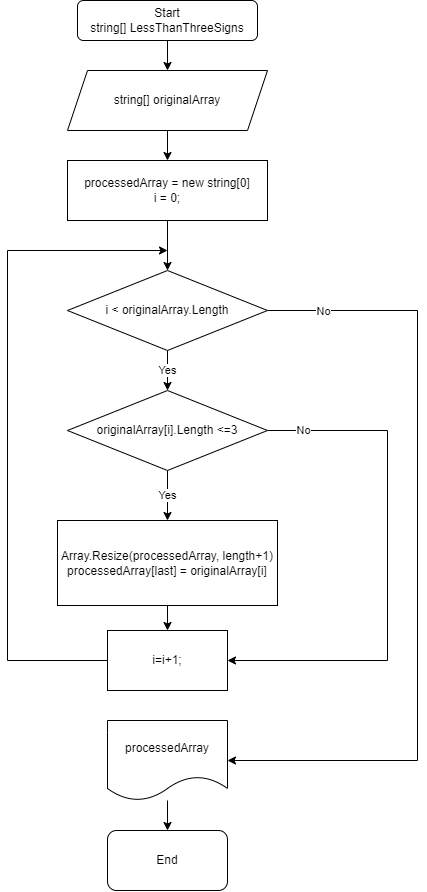 Start
string[] LessThanThreeSigns
string[] originalArray
processedArray = new string[0]
i = 0;
i < originalArray.Length
No
Yes
originalArray[i].Length <=3
No
Yes
Array.Resize(processedArray, length+1)
processedArray[last] = originalArray[i]
i=i+1;
processedArray
End